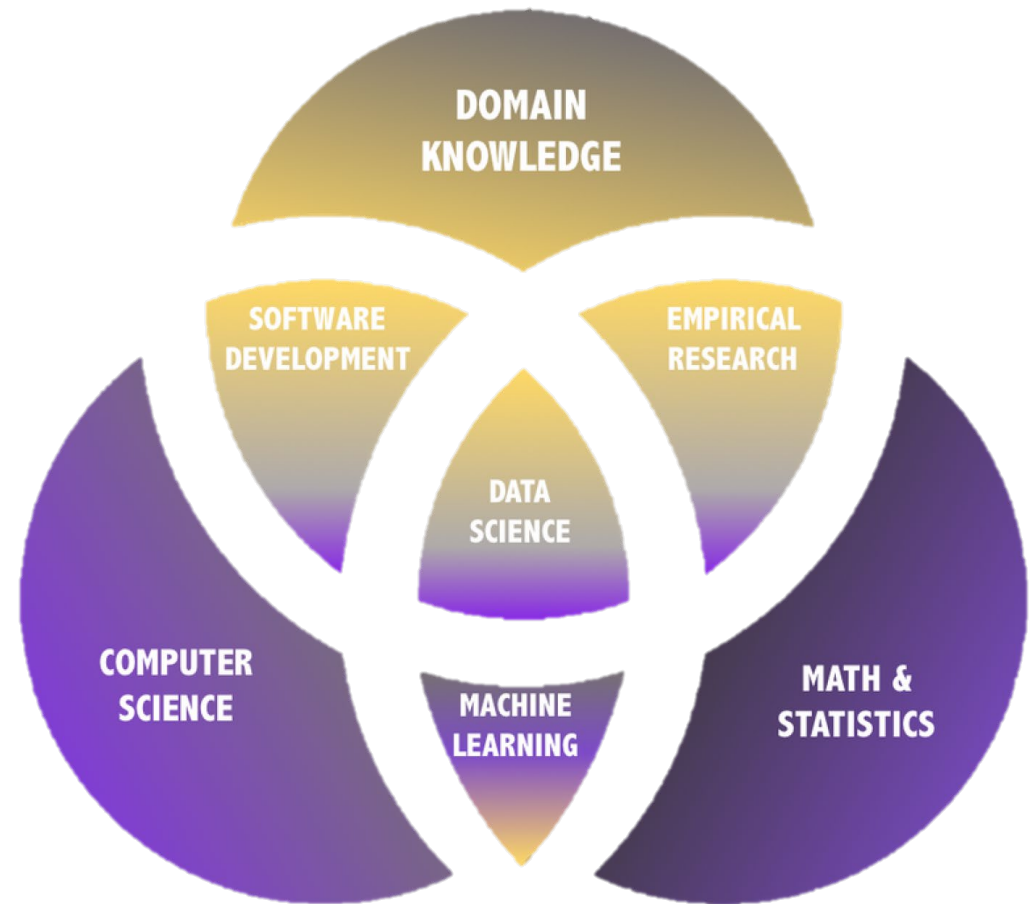 DOMAIN
KNOWLEDGE
SOFTWARE
DEVELOPMENT
EMPIRICAL
RESEARCH
DATA
SCIENCE
COMPUTER
SCIENCE
MACHINE
LEARNING
MATH &
STATISTICS